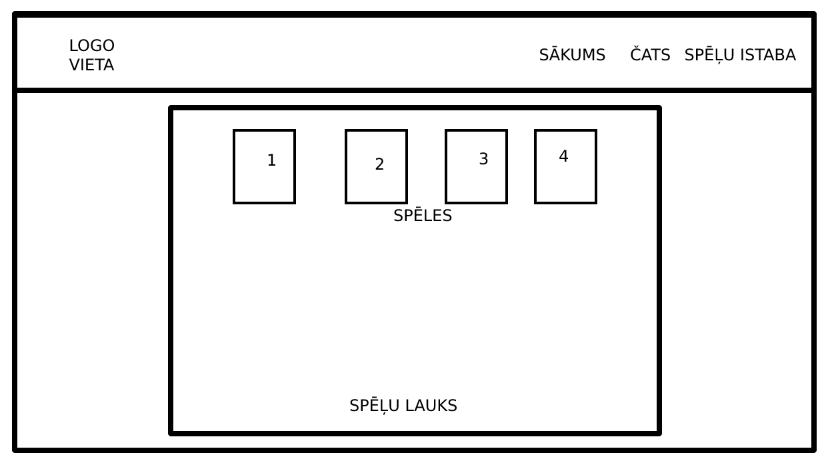 LOGO
VIETA
SĀKUMS ČATS SPĒĻU ISTABA
1 2 3 4
SPĒLES
SPĒĻU LAUKS